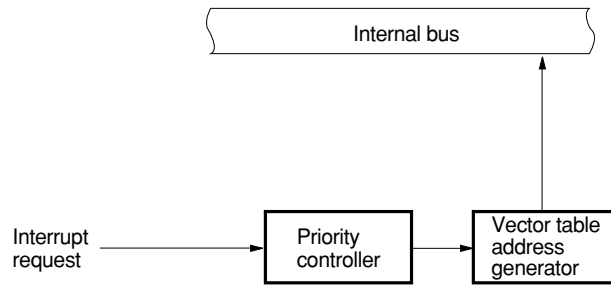 Internal bus
Interrupt
request
Priority
controller
Vector table
address
generator